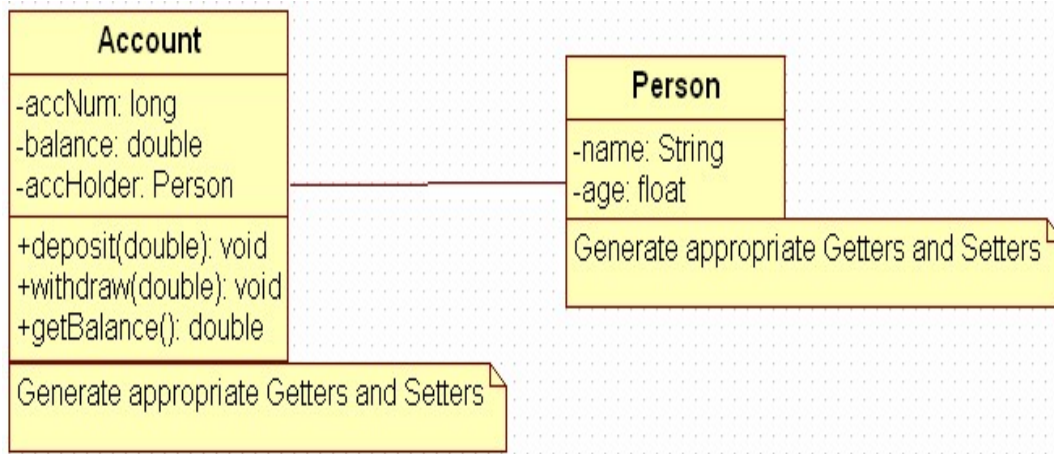 Account
-accNum: long
-balance: double
-accHolder: Person
+deposit(double): void
+withdraw(double): void
+getBalance(): double
Generate appropriate Getters and Setters
Person
-name: String
-age: float
Generate appropriate Getters and Setters